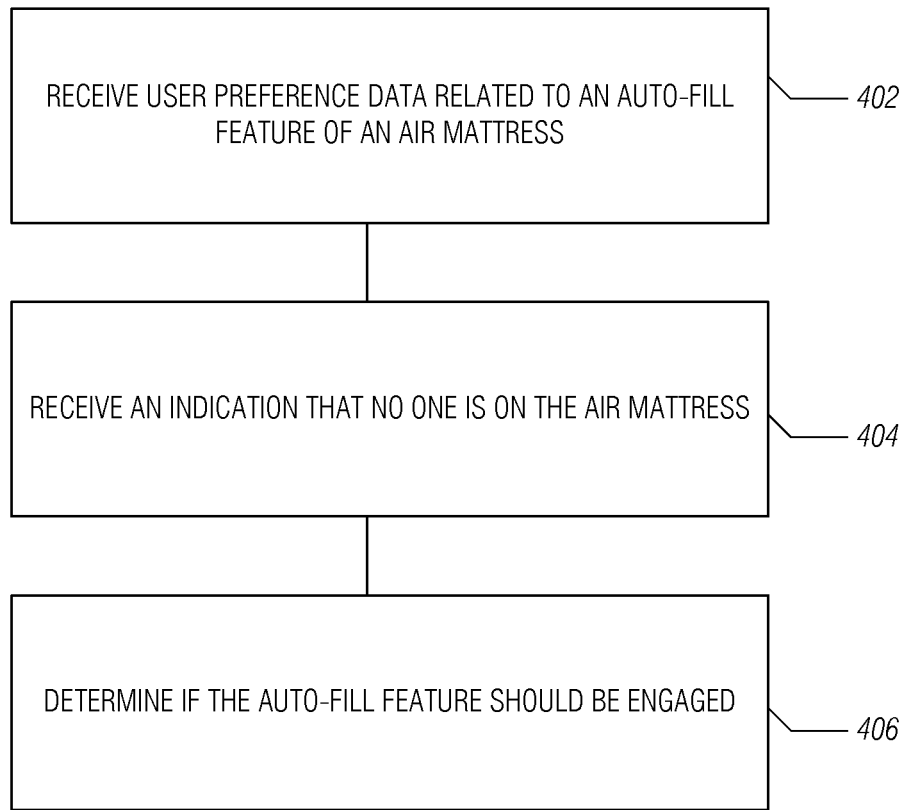 RECEIVE USER PREFERENCE DATA RELATED TO AN AUTO-FILL
FEATURE OF AN AIR MATTRESS
402
RECEIVE AN INDICATION THAT NO ONE IS ON THE AIR MATTRESS
404
DETERMINE IF THE AUTO-FILL FEATURE SHOULD BE ENGAGED
406